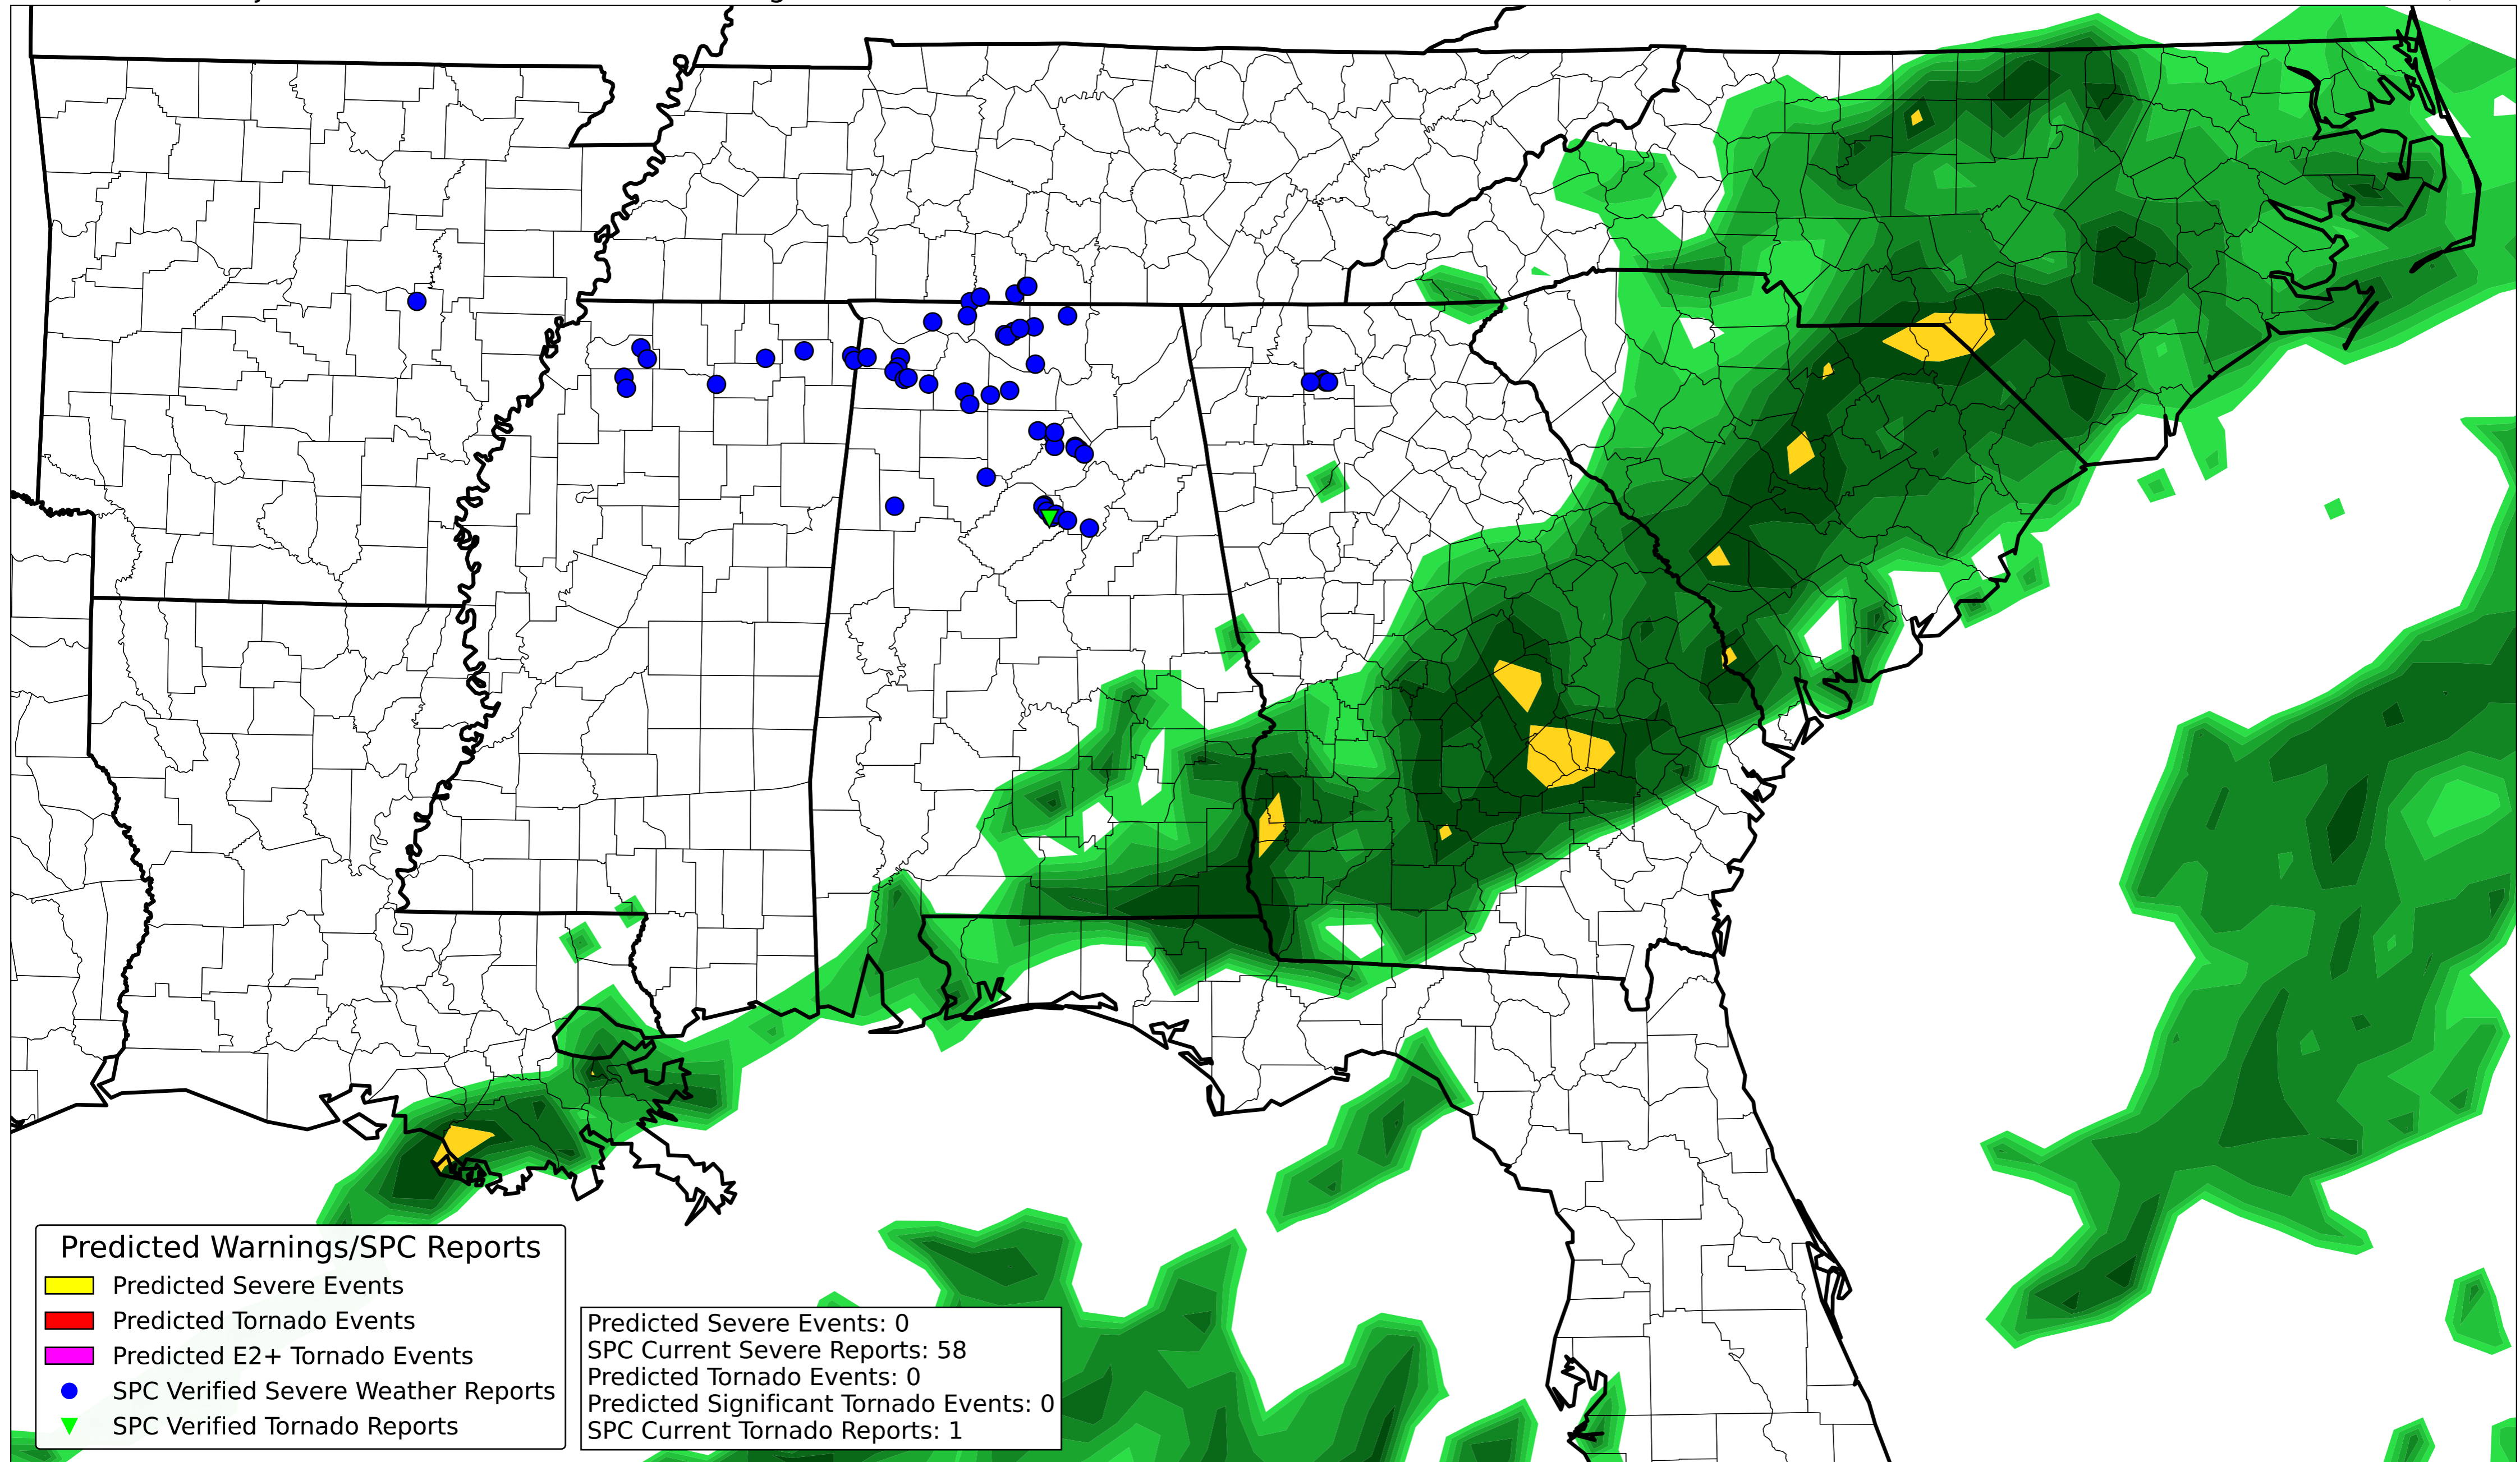 Predicted Warnings/SPC Reports
Predicted Severe Events
Predicted Tornado Events
Predicted E2+ Tornado Events
SPC Verified Severe Weather Reports
SPC Verified Tornado Reports
Predicted Severe Events: 0
SPC Current Severe Reports: 58
Predicted Tornado Events: 0
Predicted Significant Tornado Events: 0
SPC Current Tornado Reports: 1